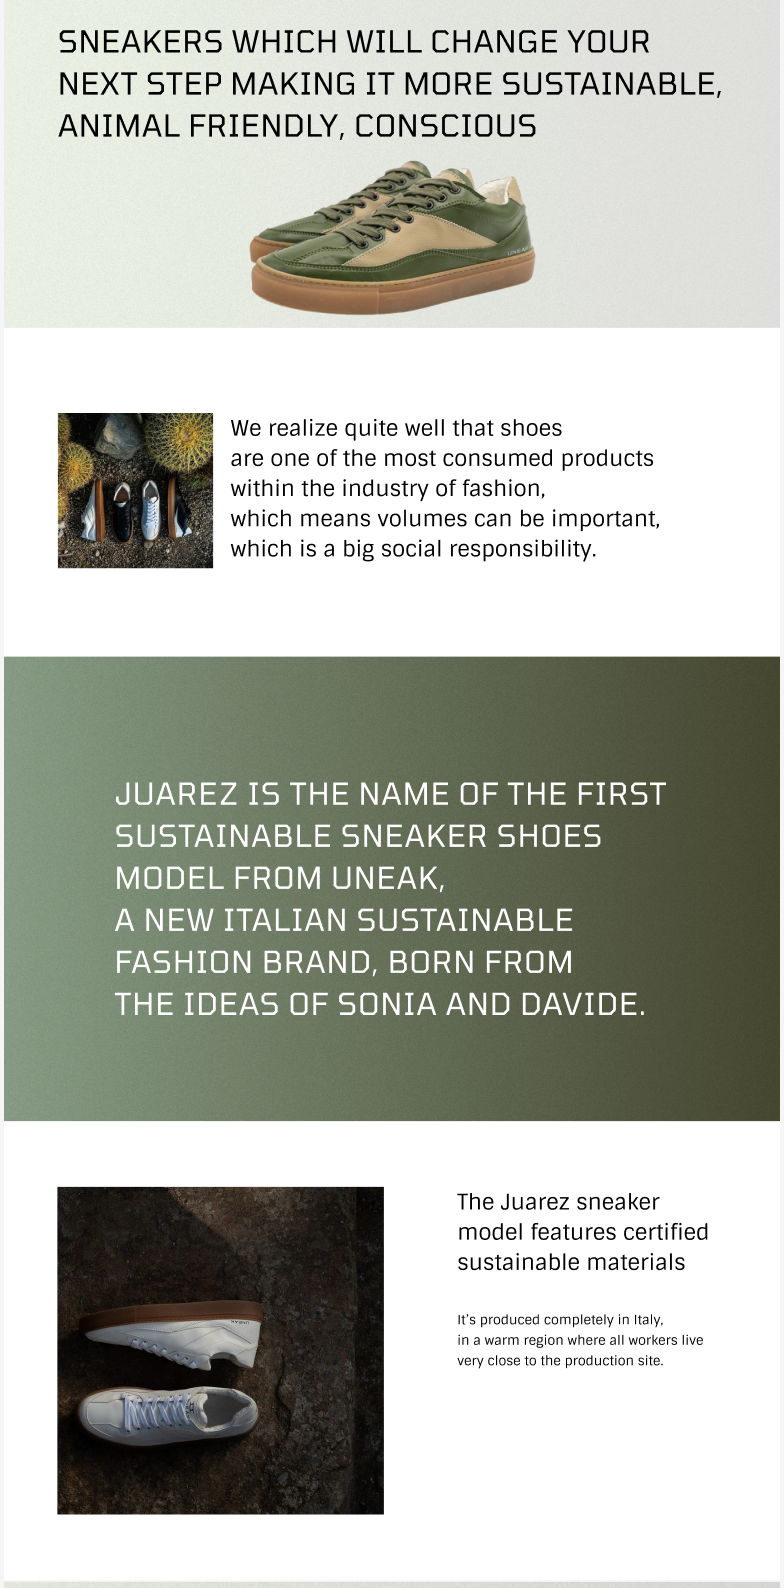 SNEAKERS WHICH WILL CHANGE YOUR
NEXT STEP MAKING IT MORE SUSTAINABLE,
ANIMAL FRIENDLY, CONSCIOUS
UNEAK
We realize quite well that shoes
are one of the most consumed products
within the industry of fashion,
which means volumes can be important,
which is a big social responsibility.
JUAREZ IS THE NAME OF THE FIRST
SUSTAINABLE SNEAKER SHOES
MODEL FROM UNEAK,
A NEW ITALIAN SUSTAINABLE
FASHION BRAND, BORN FROM
THE IDEAS OF SONIA AND DAVIDE.
The Juarez sneaker
model features certified
sustainable materials
It's produced completely in Italy,
in a warm region where all workers live
very close to the production site.
UNEAK